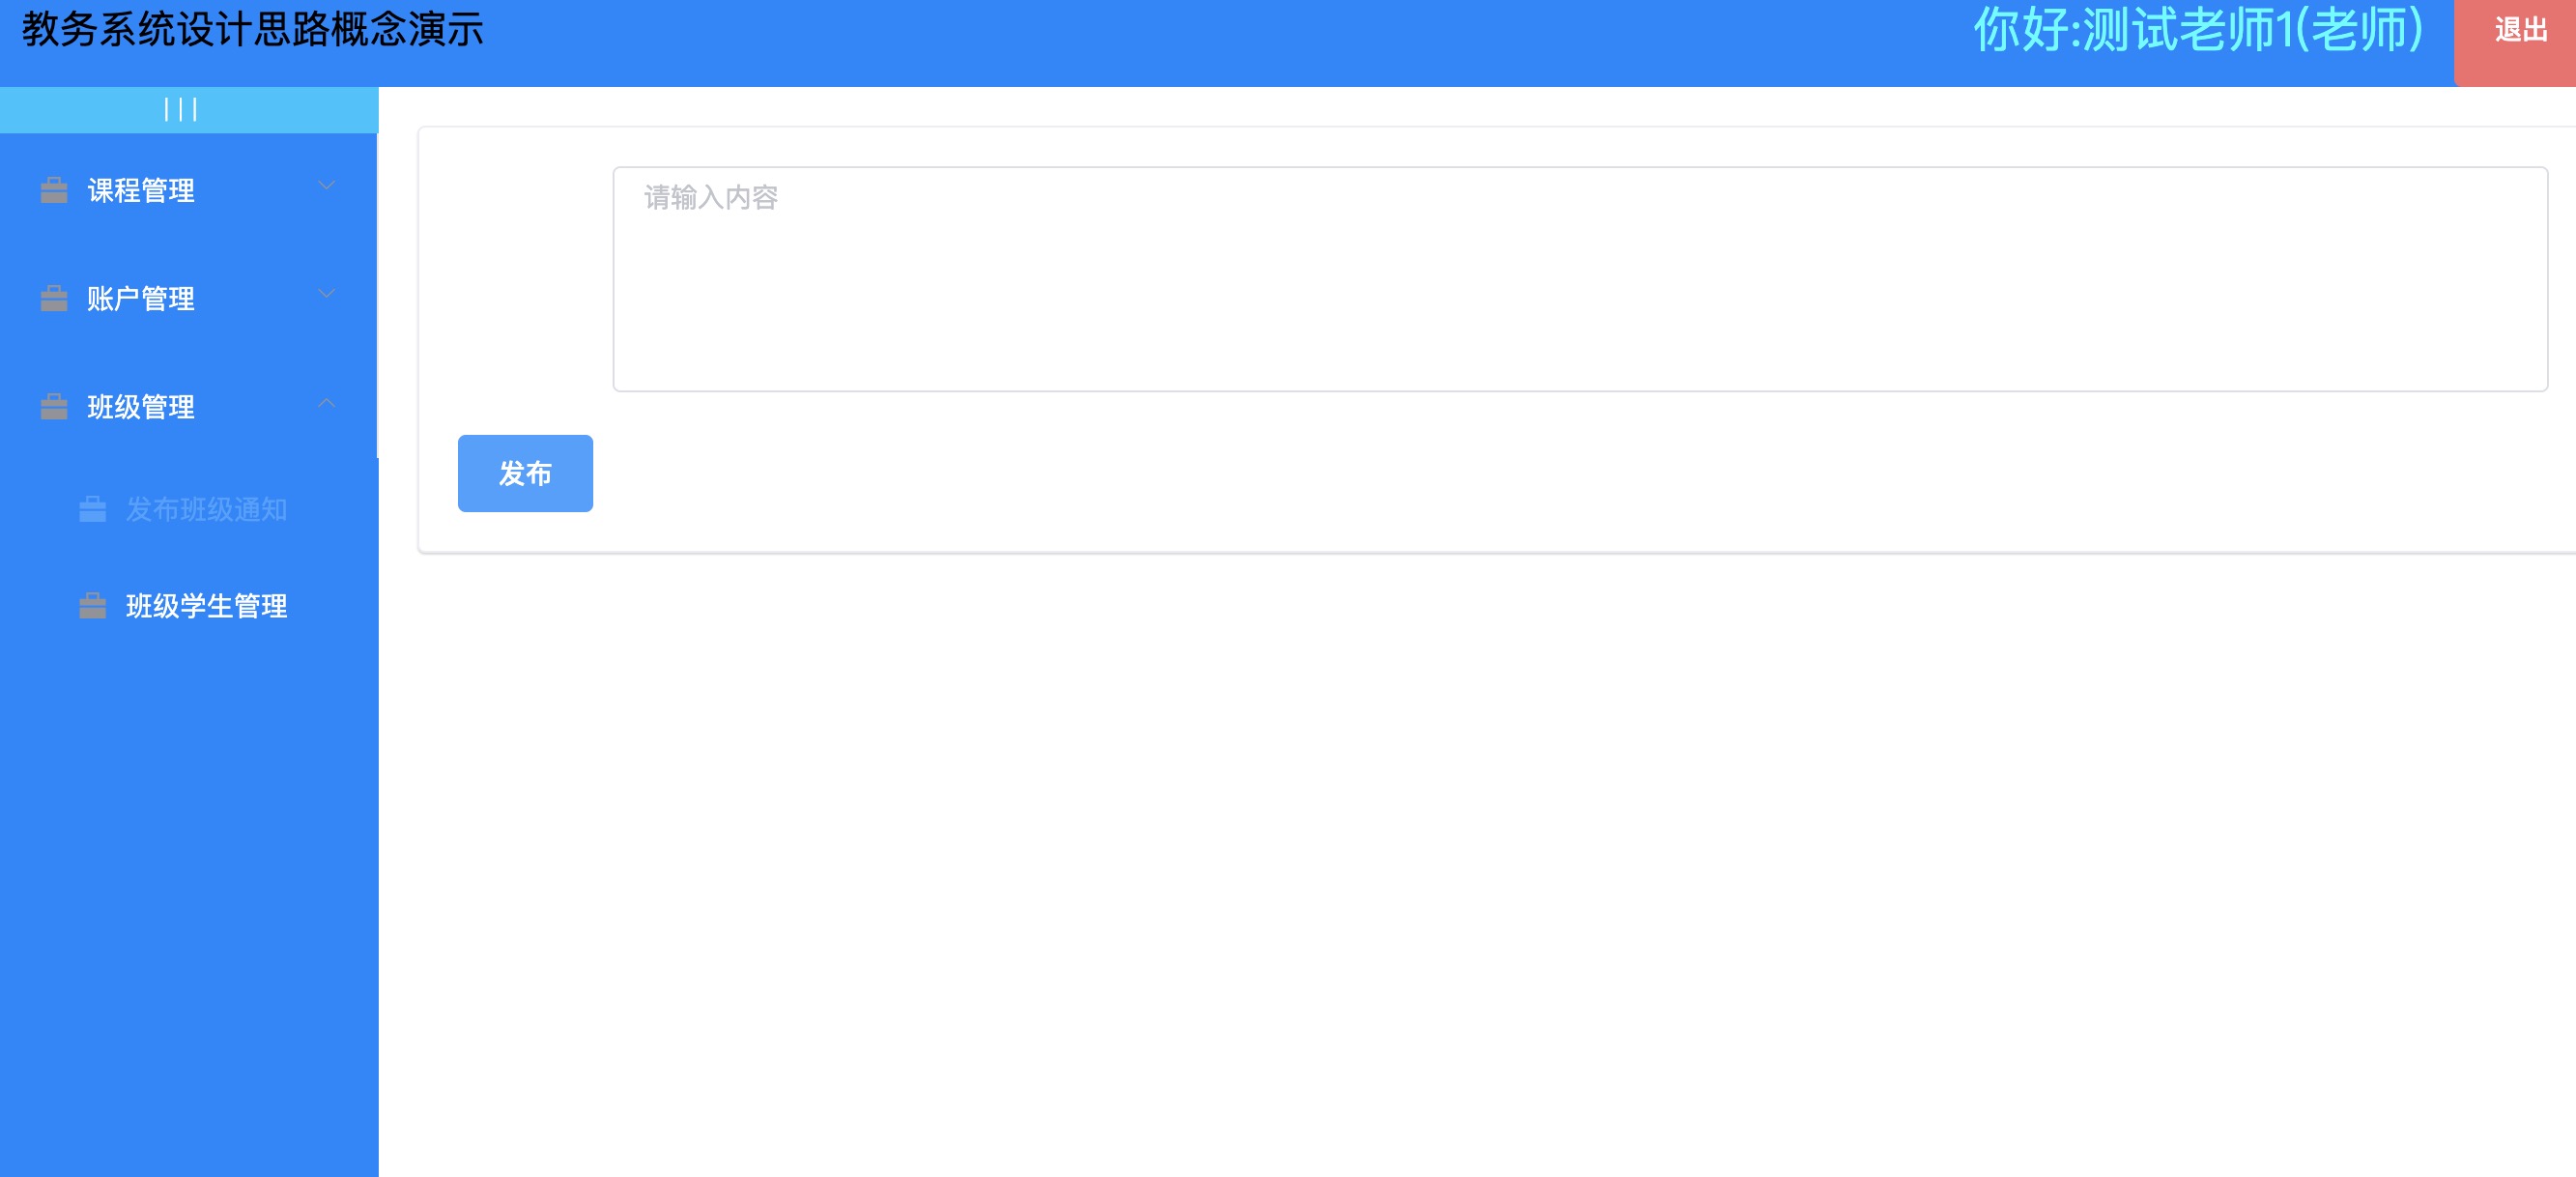 教务系统设计思路概念演示
你好:测试老师1(老师)
退出
|||
课程管理
账户管理
班级管理
发布班级通知
班级学生管理
请输入内容
发布